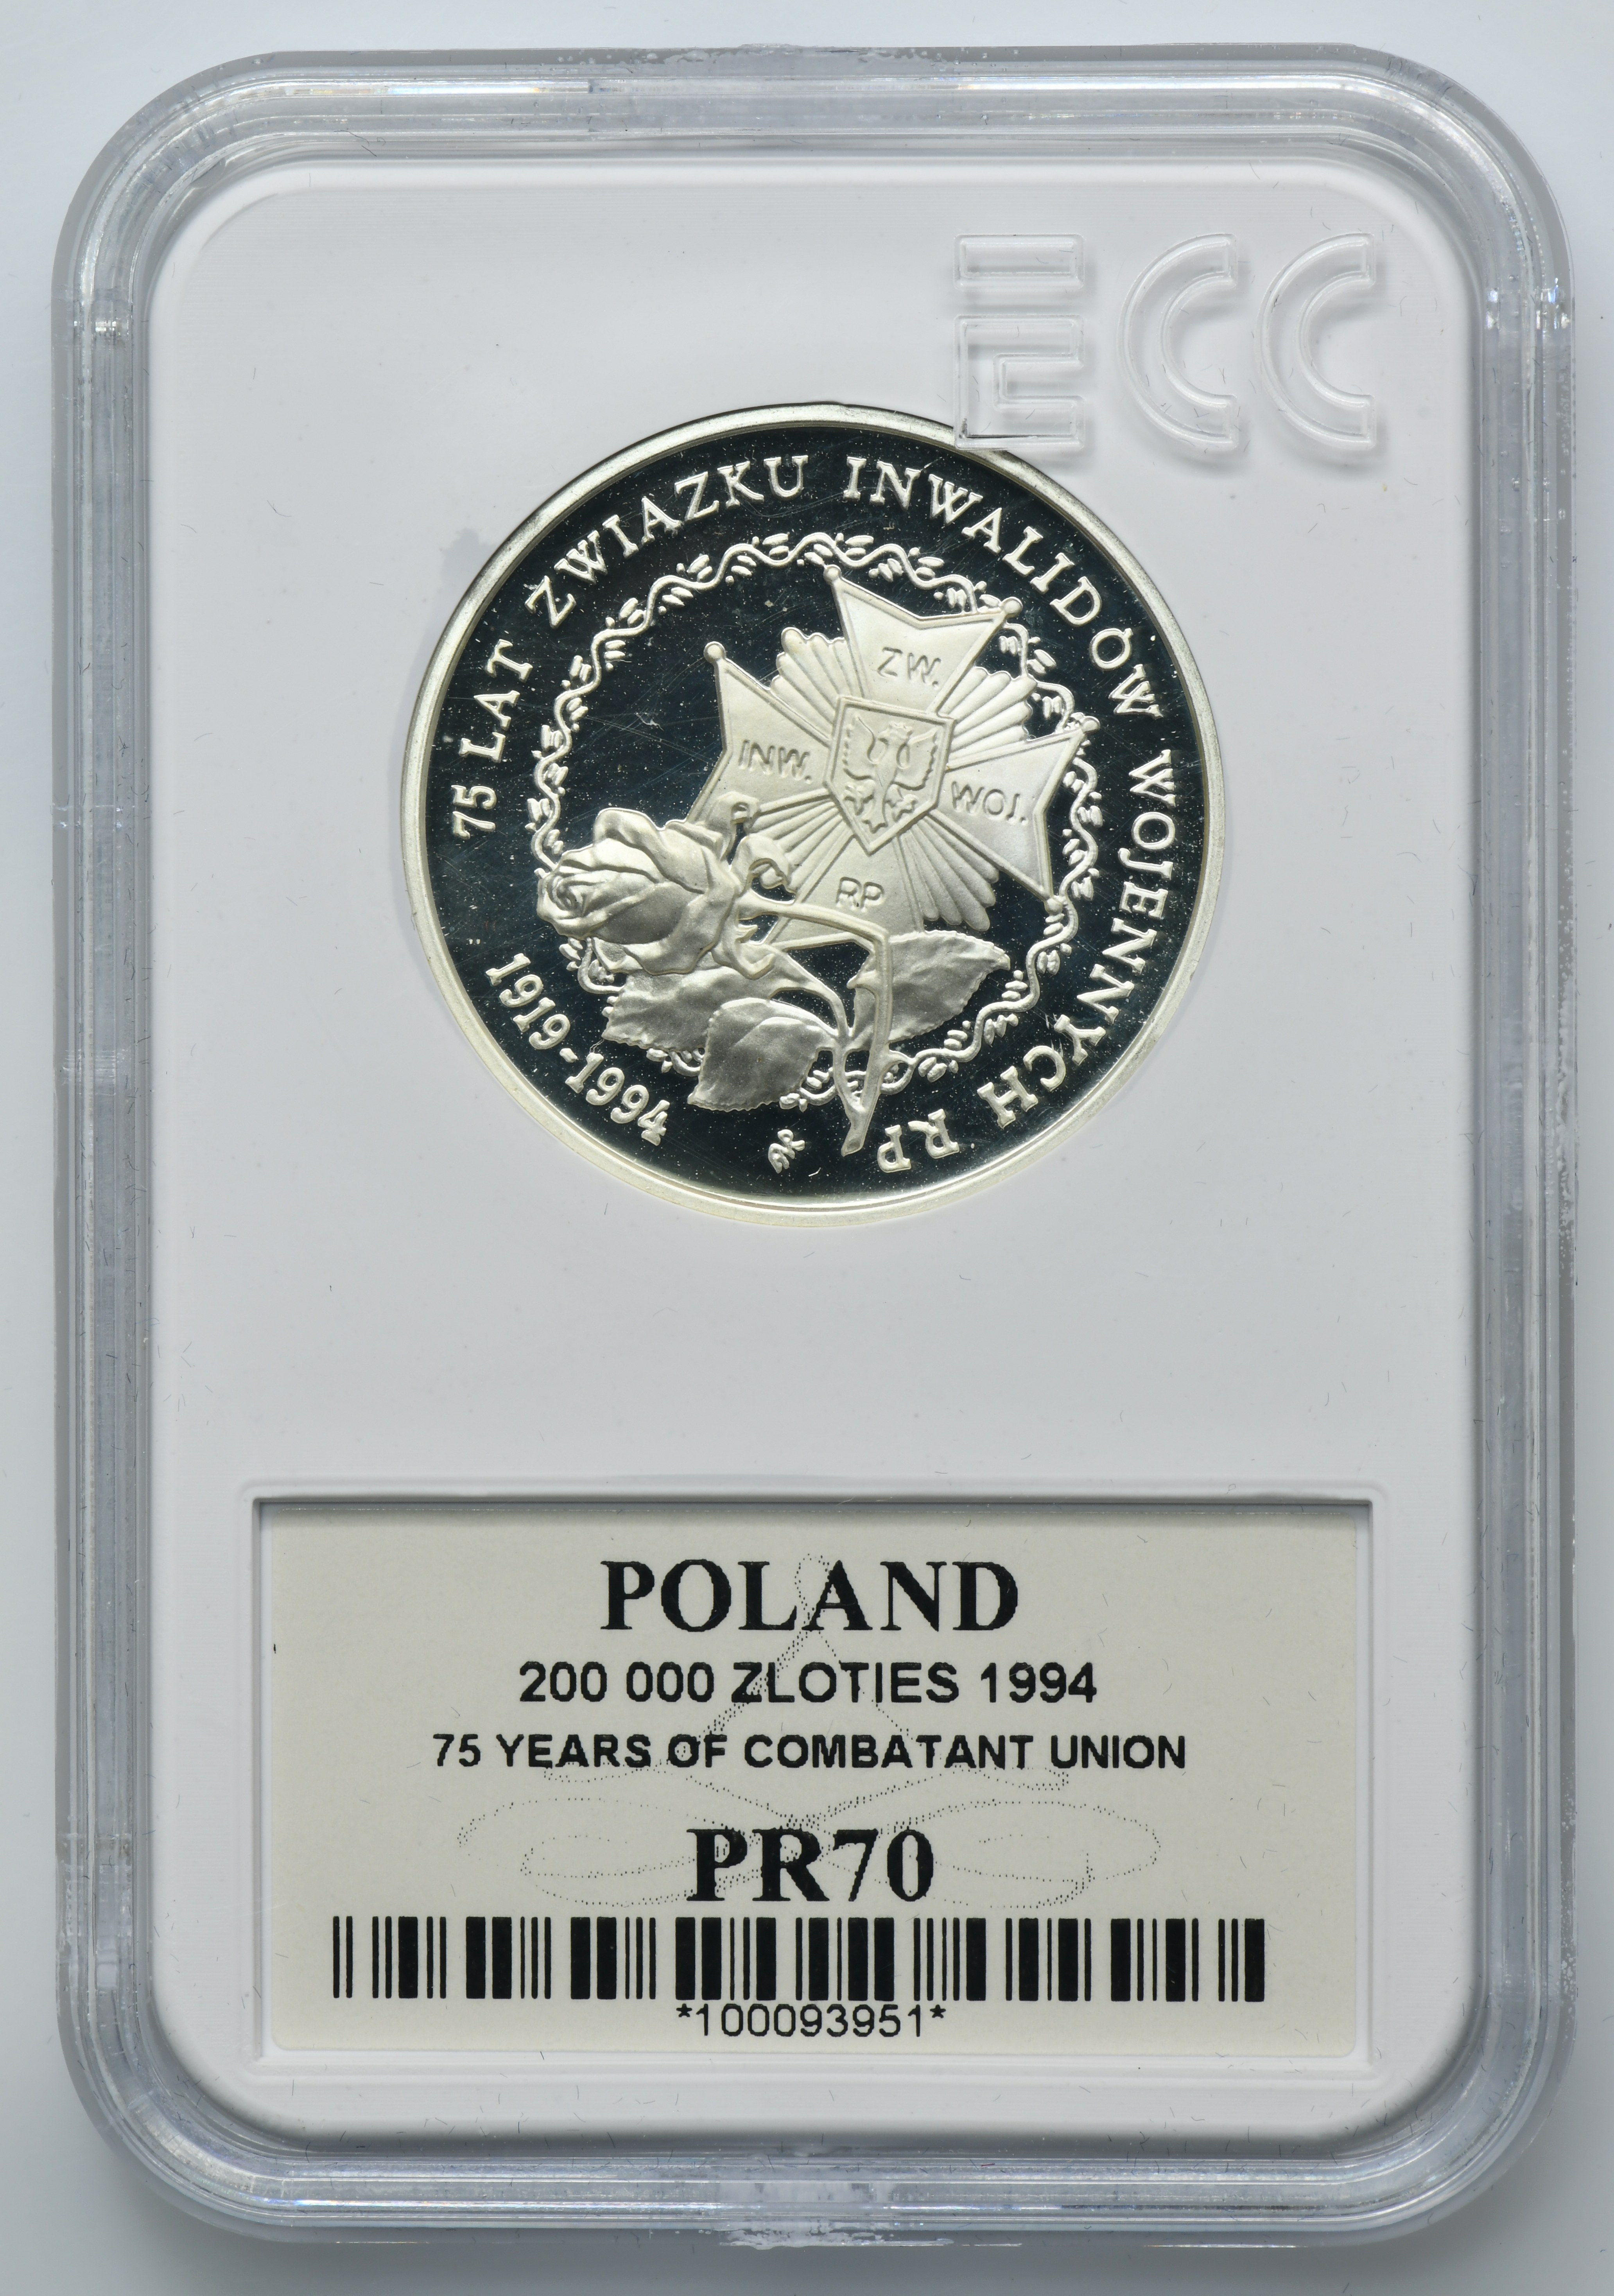 ECC
75 LAT ZWIĄZKU INWALIDÓW WOJENNYCH RP
1919-1994
ZW.
INW.
WOJ.
RP
POLAND
200 000 ZLOTIES 1994
75 YEARS OF COMBATANT UNION
PR70
*100093951*